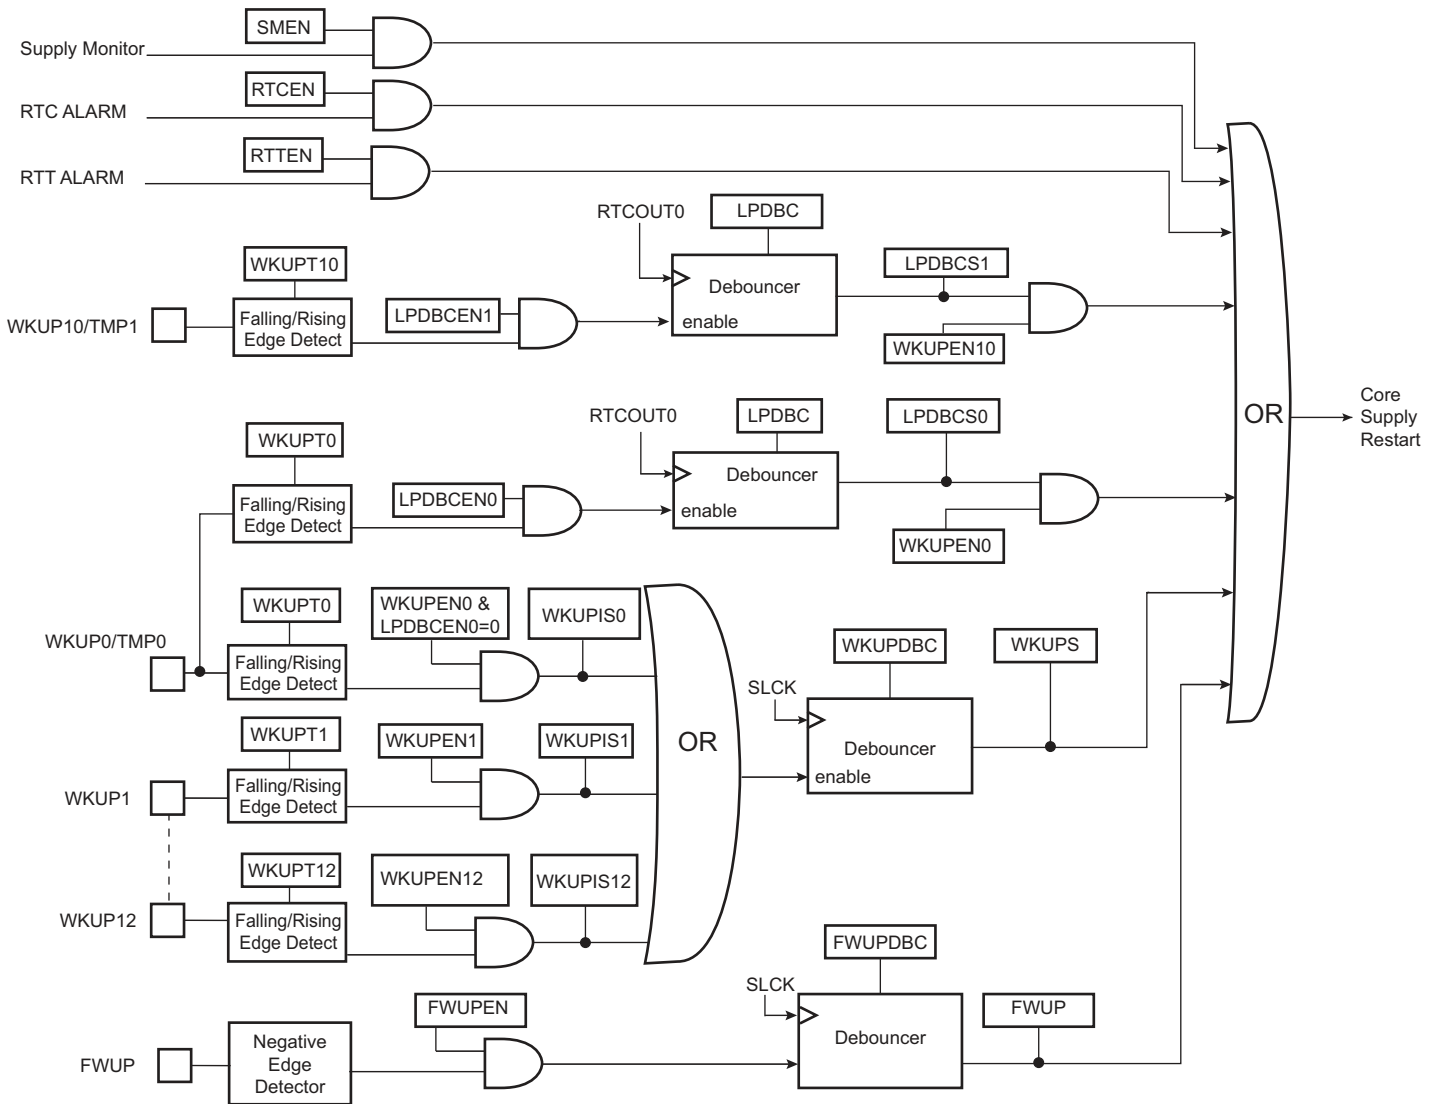 SMEN
Supply Monitor
RTCEN
RTC ALARM
RTTEN
RTT ALARM
RTCOUT0
LPDBC
WKUPT10
LPDBCS1
Debouncer
LPDBCEN1
WKUP10/TMP1
Falling/Rising
Edge Detect
enable
WKUPEN10
RTCOUT0
LPDBC
LPDBCS0
OR
Core
Supply
Restart
WKUPT0
Debouncer
LPDBCEN0
Falling/Rising
Edge Detect
enable
WKUPEN0
WKUPT0
WKUPEN0 &
LPDBCEN0=0
WKUPIS0
WKUP0/TMP0
Falling/Rising
Edge Detect
WKUPDBC
WKUPS
SLCK
WKUPT1
WKUPEN1
WKUPIS1
OR
Debouncer
enable
WKUP1
Falling/Rising
Edge Detect
WKUPT12
WKUPEN12
WKUPIS12
WKUP12
Falling/Rising
Edge Detect
FWUPDBC
SLCK
FWUPEN
FWUP
Debouncer
FWUP
Negative
Edge
Detector